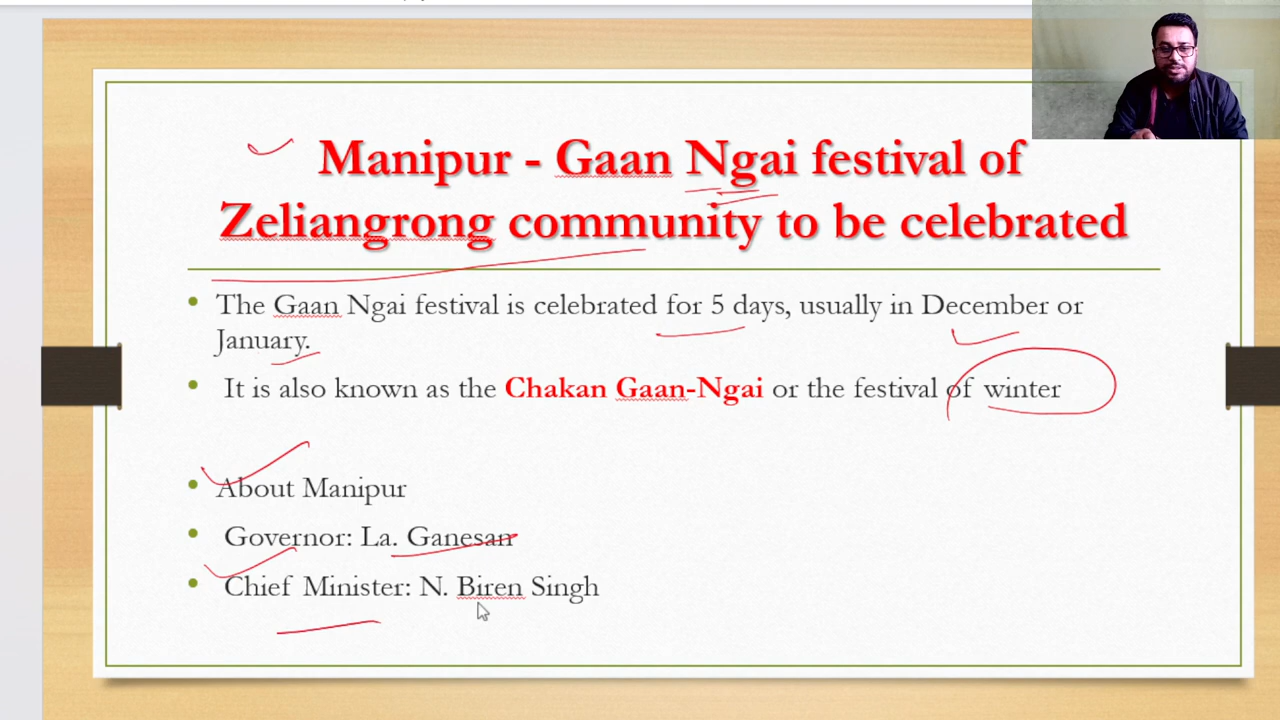 Manipur - Gaan Ngai festival of
Zeliangrong community to be celebrated
• The Gaan Ngai festival is celebrated for 5 days, usually in December or
January.
• It is also known as the Chakan Gaan-Ngai or the festival of winter
• About Manipur
• Governor: La. Ganesan
• Chief Minister: N. Biren Singh